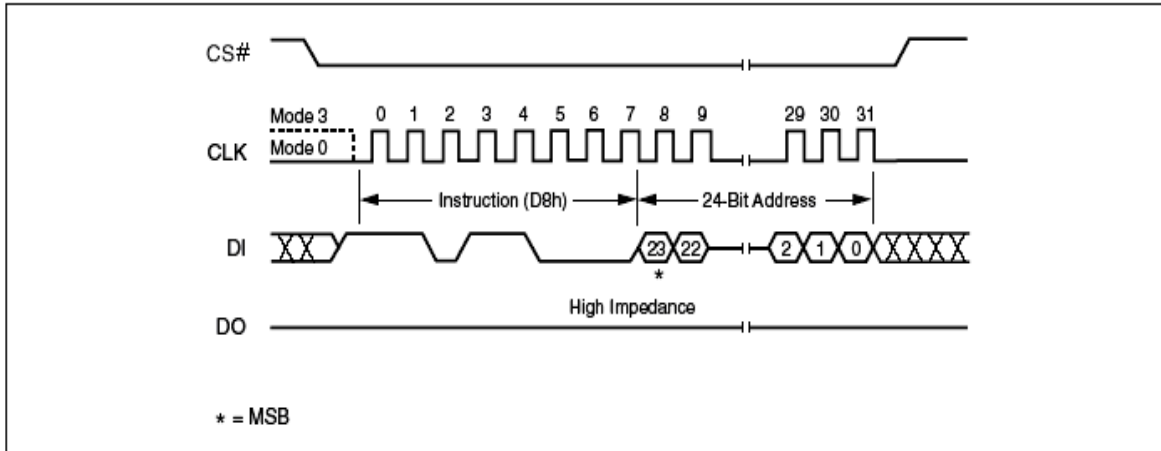 CS#
Mode 3
0 1 2 3 4 5 6 7 8 9 29 30 31
CLK
Mode 0
Instruction (D8h) 24-Bit Address
DI 23 22 2 1 0
*
High Impedance
DO
* = MSB